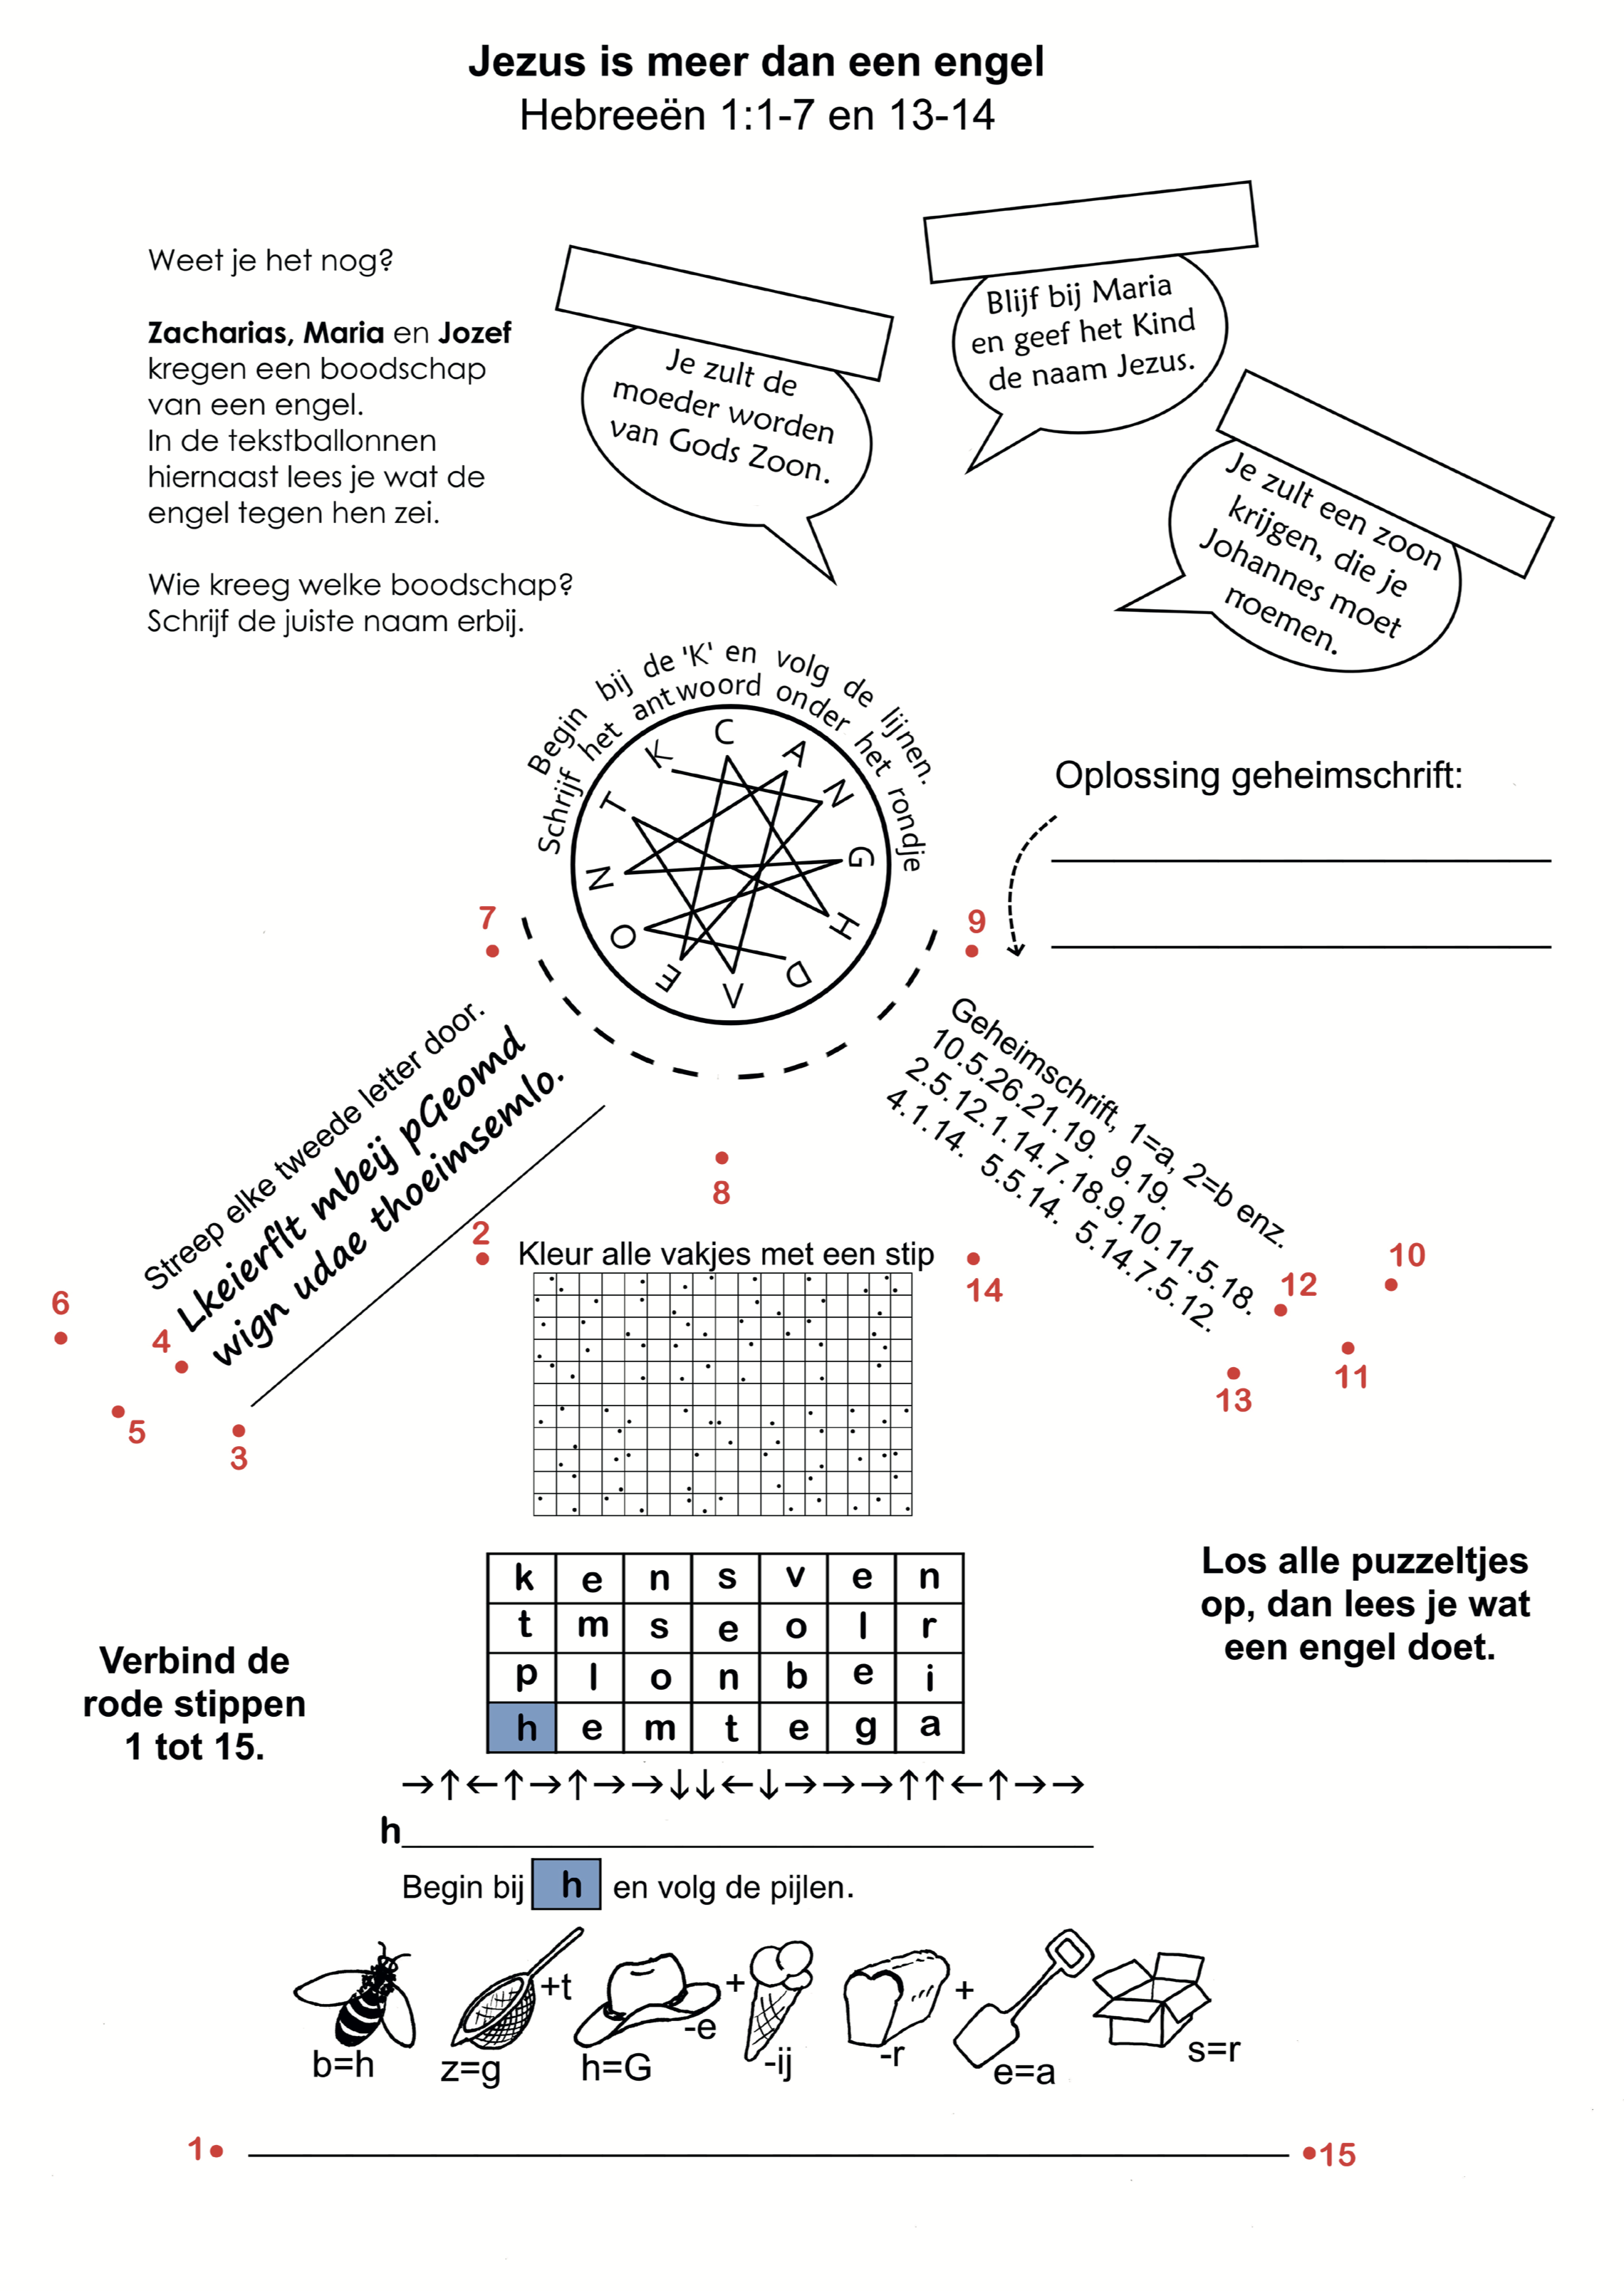 Jezus is meer dan een engel
Hebreeën 1:1-7 en 13-14
Weet je het nog?
Zacharias, Maria en Jozef
kregen een boodschap
van een engel.
In de tekstballonnen
hiernaast lees je wat de
engel tegen hen zei.
Wie kreeg welke boodschap?
Schrijf de juiste naam erbij.
Je zult de
moeder worden
van Gods Zoon.
Blijf bij Maria
en geef het Kind
de naam Jezus.
Je zult een zoon
krijgen, die je
Johannes moet
noemen.
Begin bij de 'K' en volg de lijnen.
Schrijf het antwoord onder het rondje
K C A N G H D V E O N T
Oplossing geheimschrift:
7
9
Streep elke tweede letter door.
Lkeierflt mbeij pGeomd
wign udae thoeimsemlo.
Geheimschrift, 1=a, 2=b enz.
10.5.26.21.19. 9.19.
2.5.12.1.14.7.18.9.10.11.5.18.
4.1.14. 5.5.14. 5.14.7.5.12.
8
2
Kleur alle vakjes met een stip
14
10
12
6
4
11
13
5
3
k e n s v e n
t m s e o l r
p l o n b e i
h e m t e g a
Los alle puzzeltjes
op, dan lees je wat
een engel doet.
Verbind de
rode stippen
1 tot 15.
→↑←↑→↑→→↓↓←↓→→→↑↑←↑→→
h
Begin bij h en volg de pijlen.
+t
+
-e
+
b=h
z=g
h=G
-ij
-r
e=a
s=r
1
15